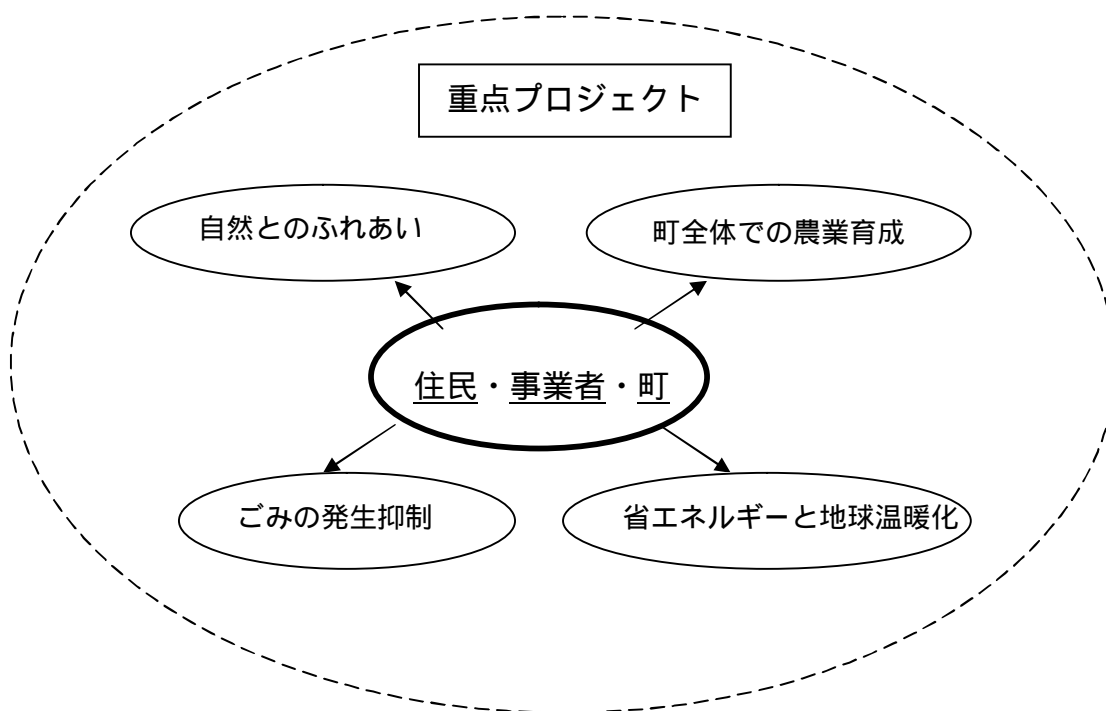 重点プロジェクト
自然とのふれあい
町全体での農業育成
住民・事業者・町
ごみの発生抑制
省エネルギーと地球温暖化